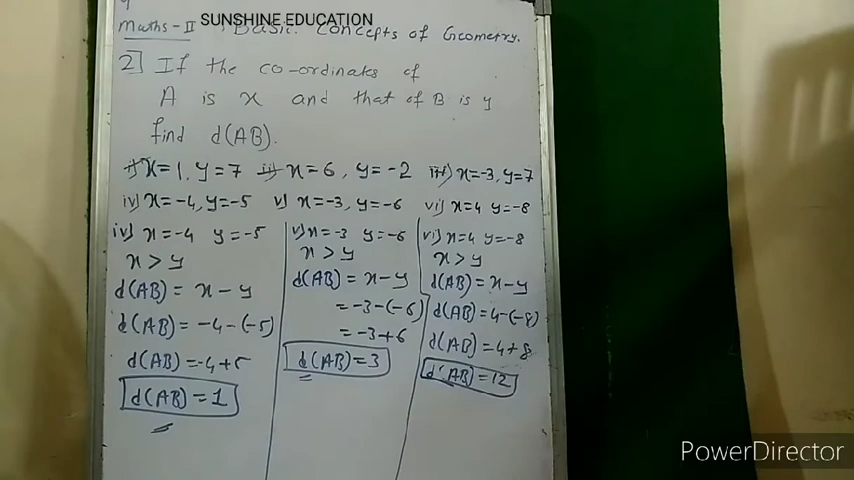 SUNSHINE EDUCATION
Maths-II , Basic Concepts of Geometry.
2] If the co-ordinates of
A is x and that of B is y
find d(AB).
i) x=1, y=7 ii) x=6, y=-2 iii) x=-3, y=7
iv) x=-4, y=-5 v) x=-3, y=-6 vi) x=4 y=-8
iv) x=-4 y=-5
x>y
d(AB) = x-y
d(AB) = -4-(-5)
d(AB) = -4+5
d(AB) = 1
v) x=-3 y=-6
x>y
d(AB) = x-y
= -3-(-6)
= -3+6
d(AB)=3
vi) x=4 y=-8
x>y
d(AB)=x-y
d(AB)=4-(-8)
d(AB)=4+8
d(AB)=12
PowerDirector